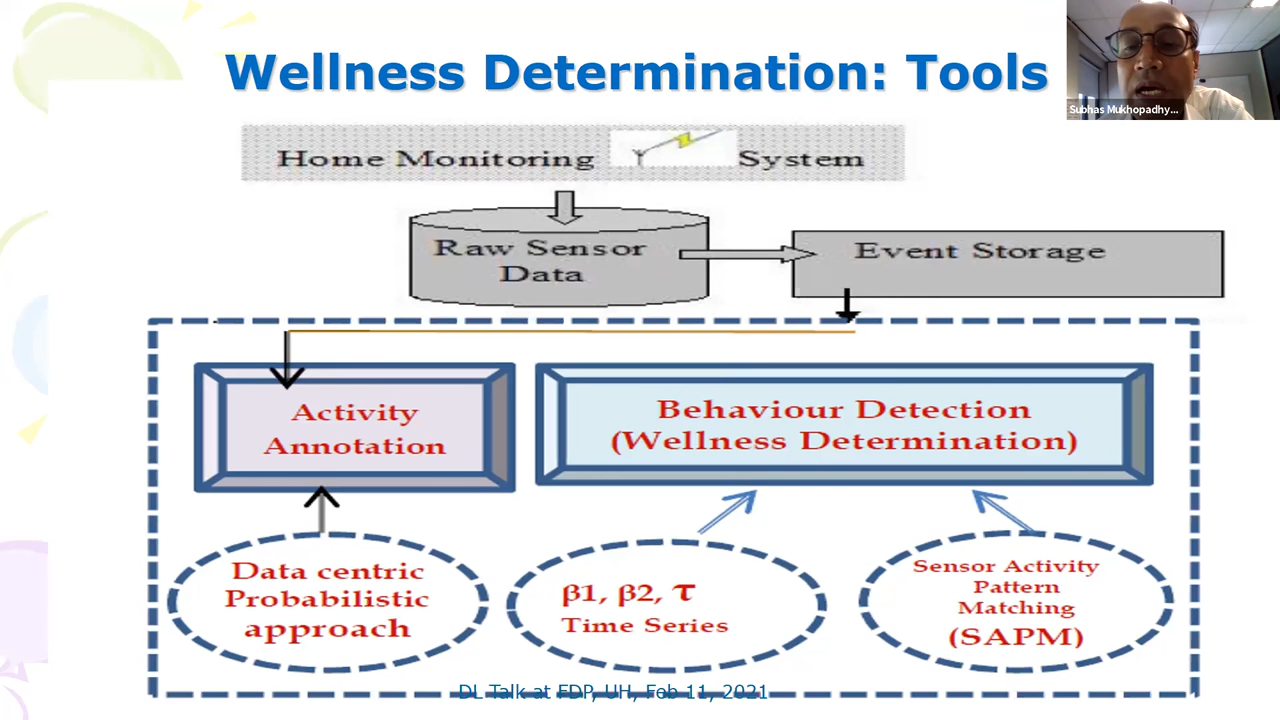 Wellness Determination: Tools
Subhas Mukhopadhy...
Home Monitoring System
Raw Sensor
Data
Event Storage
Activity
Annotation
Behaviour Detection
(Wellness Determination)
Data centric
Probabilistic
approach
β1, β2, τ
Time Series
Sensor Activity
Pattern
Matching
(SAPM)
DL Talk at FDP, UH, Feb 11, 2021